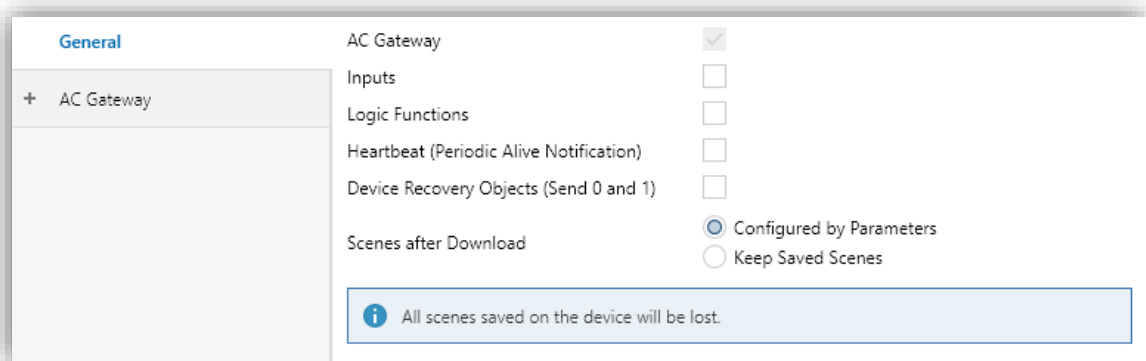 General
AC Gateway
AC Gateway
Inputs
Logic Functions
Heartbeat (Periodic Alive Notification)
Device Recovery Objects (Send 0 and 1)
Scenes after Download
Configured by Parameters
Keep Saved Scenes
All scenes saved on the device will be lost.